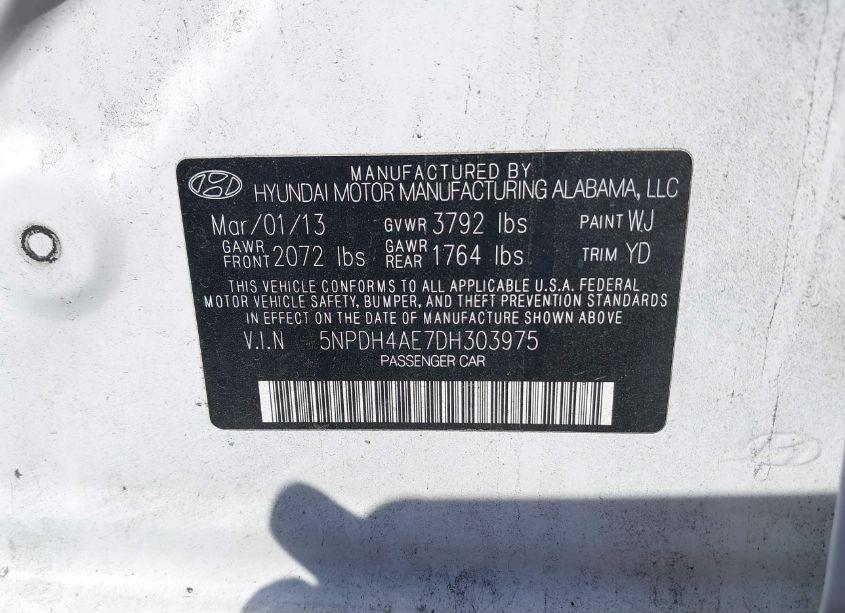 MANUFACTURED BY
HYUNDAI MOTOR MANUFACTURING ALABAMA, LLC
Mar/01/13 GVWR 3792 lbs PAINT WJ
GAWR FRONT 2072 lbs GAWR REAR 1764 lbs TRIM YD
THIS VEHICLE CONFORMS TO ALL APPLICABLE U.S.A. FEDERAL
MOTOR VEHICLE SAFETY, BUMPER, AND THEFT PREVENTION STANDARDS
IN EFFECT ON THE DATE OF MANUFACTURE SHOWN ABOVE
V.I.N 5NPDH4AE7DH303975
PASSENGER CAR